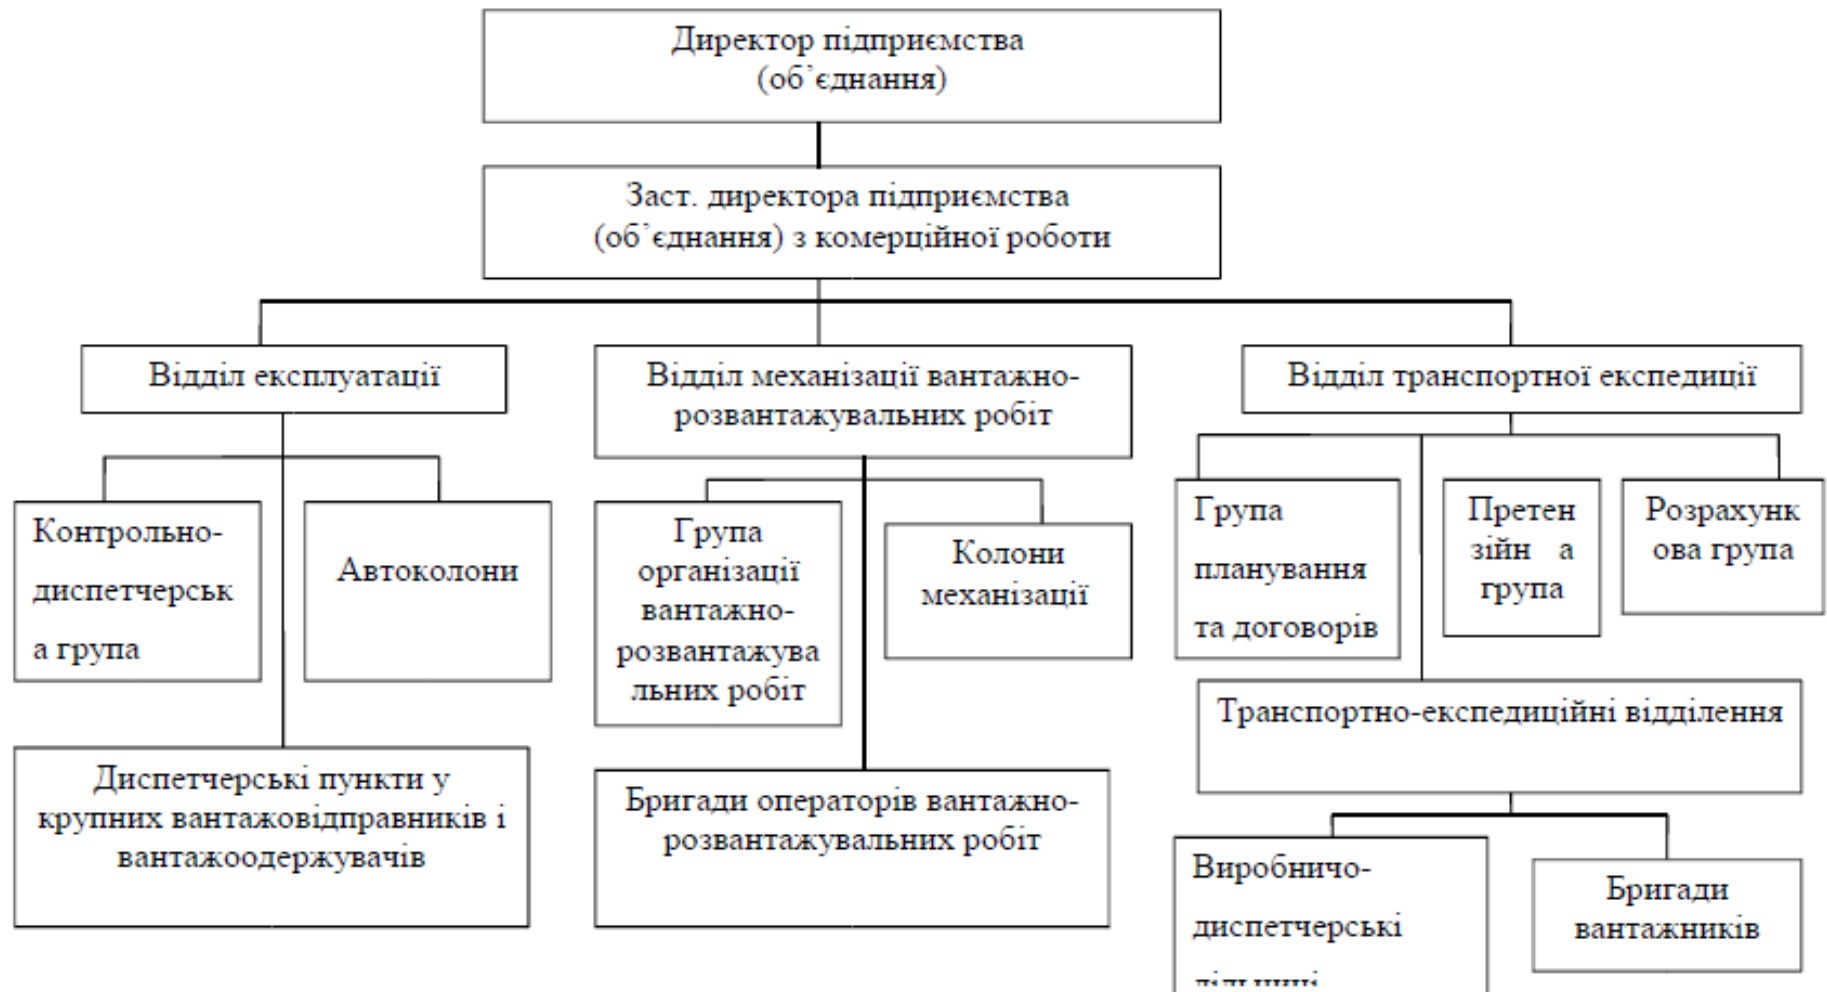 Директор підприємства
(об’єднання)
Заст. директора підприємства
(об’єднання) з комерційної роботи
Відділ експлуатації
Відділ механізації вантажно-
розвантажувальних робіт
Відділ транспортної експедиції
Контрольно-
диспетчерськ
а група
Автоколони
Група
організації
вантажно-
розвантажува
льних робіт
Колони
механізації
Група
планування
та договорів
Претен
зійн а
група
Розрахунк
ова група
Транспортно-експедиційні відділення
Диспетчерські пункти у
крупних вантажовідправників і
вантажоодержувачів
Бригади операторів вантажно-
розвантажувальних робіт
Виробничо-
диспетчерські
Бригади
вантажників